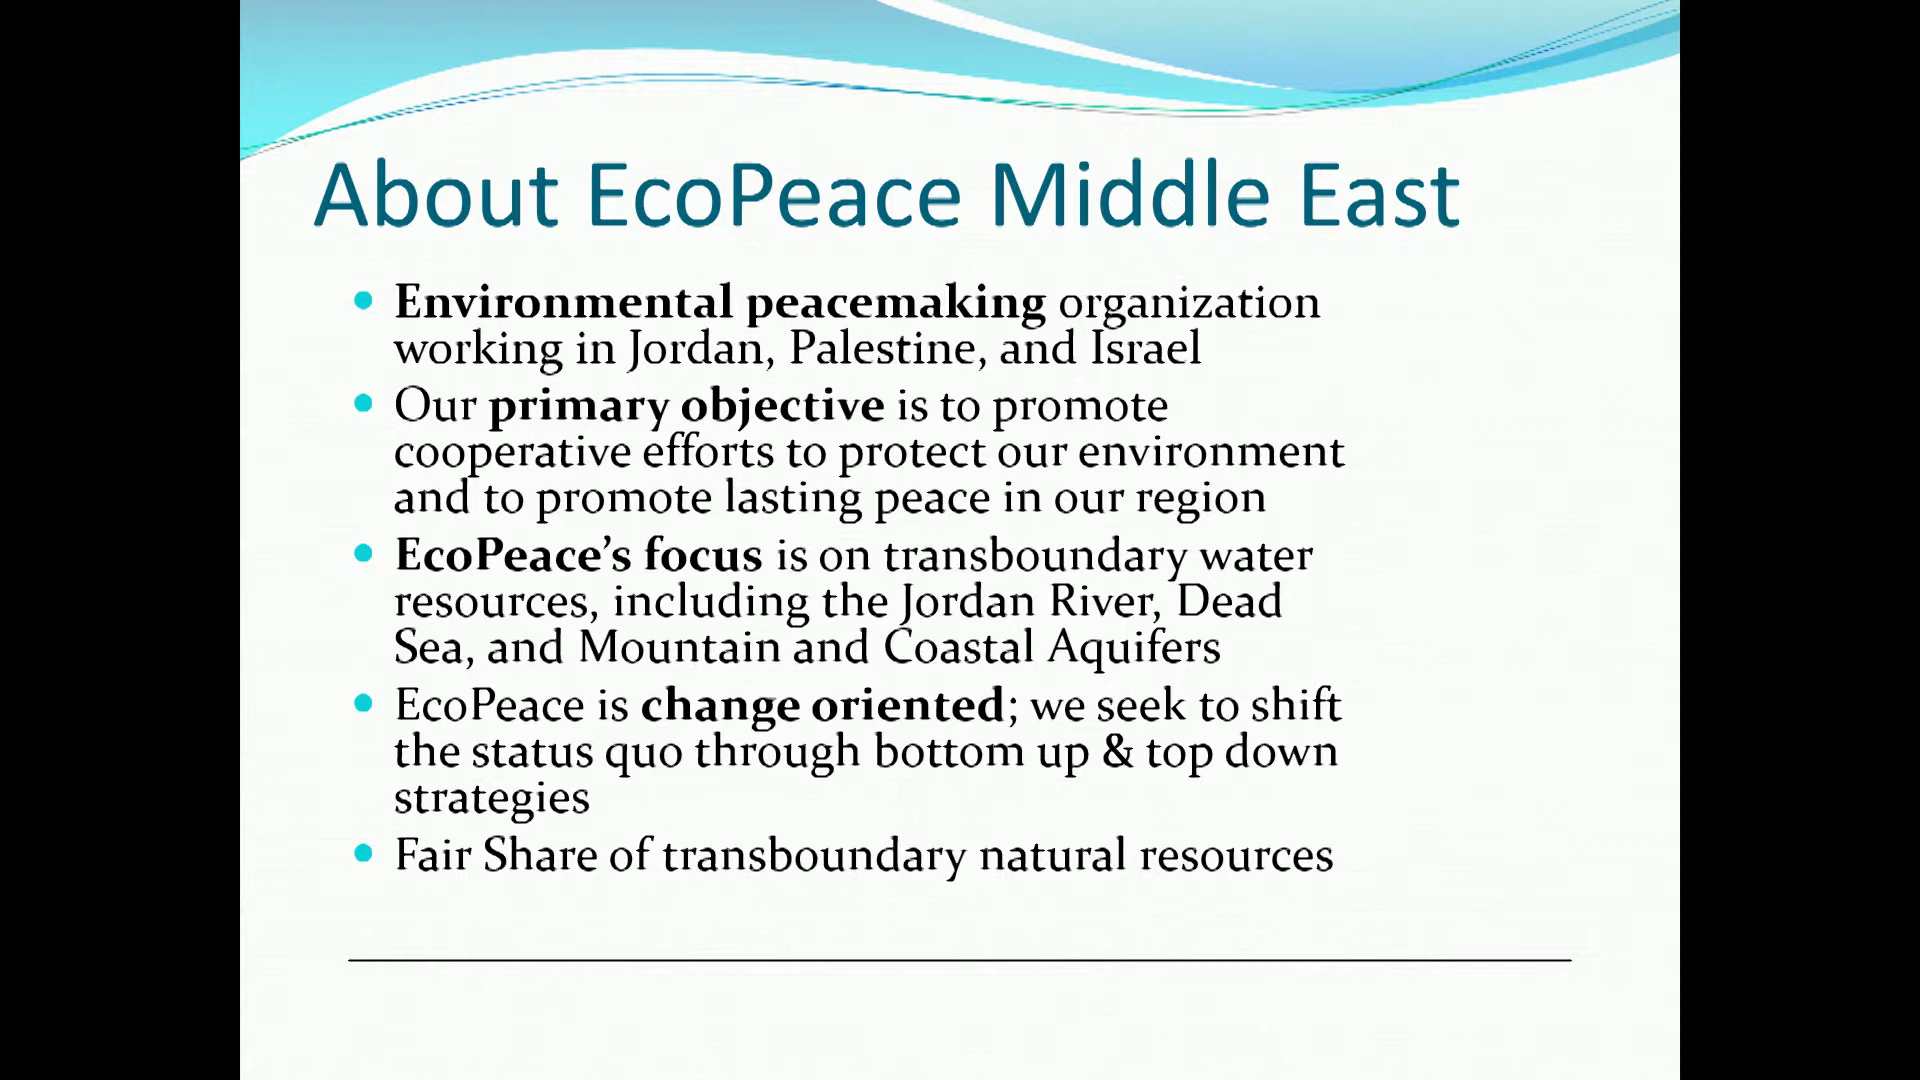 About EcoPeace Middle East
• Environmental peacemaking organization
working in Jordan, Palestine, and Israel
• Our primary objective is to promote
cooperative efforts to protect our environment
and to promote lasting peace in our region
• EcoPeace’s focus is on transboundary water
resources, including the Jordan River, Dead
Sea, and Mountain and Coastal Aquifers
• EcoPeace is change oriented; we seek to shift
the status quo through bottom up & top down
strategies
• Fair Share of transboundary natural resources